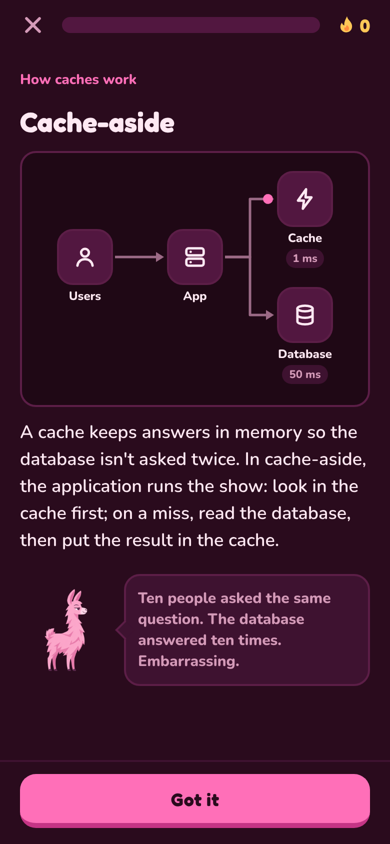 0
How caches work
Cache-aside
Cache
1 ms
Users
App
Database
50 ms
A cache keeps answers in memory so the
database isn't asked twice. In cache-aside,
the application runs the show: look in the
cache first; on a miss, read the database,
then put the result in the cache.
Ten people asked the same
question. The database
answered ten times.
Embarrassing.
Got it